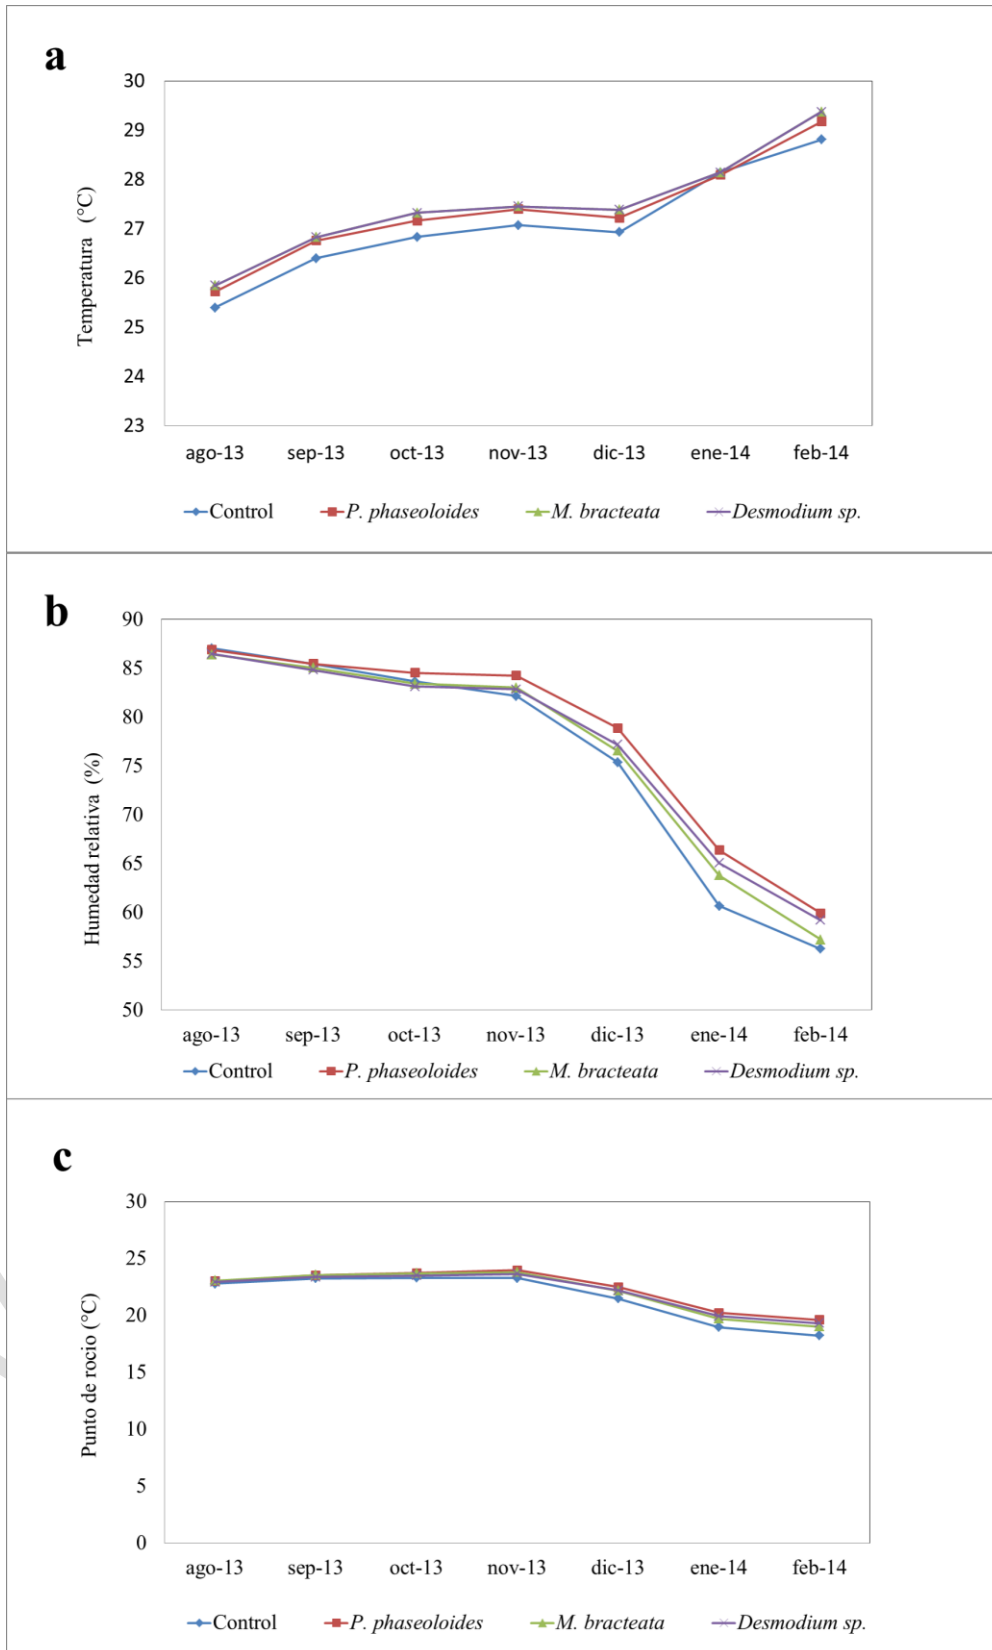 a
30
29
28
27
26
25
24
23
Temperatura (°C)
ago-13 sep-13 oct-13 nov-13 dic-13 ene-14 feb-14
Control P. phaseoloides M. bracteata Desmodium sp.
b
90
85
80
75
70
65
60
55
50
Humedad relativa (%)
ago-13 sep-13 oct-13 nov-13 dic-13 ene-14 feb-14
Control P. phaseoloides M. bracteata Desmodium sp.
c
30
25
20
15
10
5
0
Punto de rocio (°C)
ago-13 sep-13 oct-13 nov-13 dic-13 ene-14 feb-14
Control P. phaseoloides M. bracteata Desmodium sp.